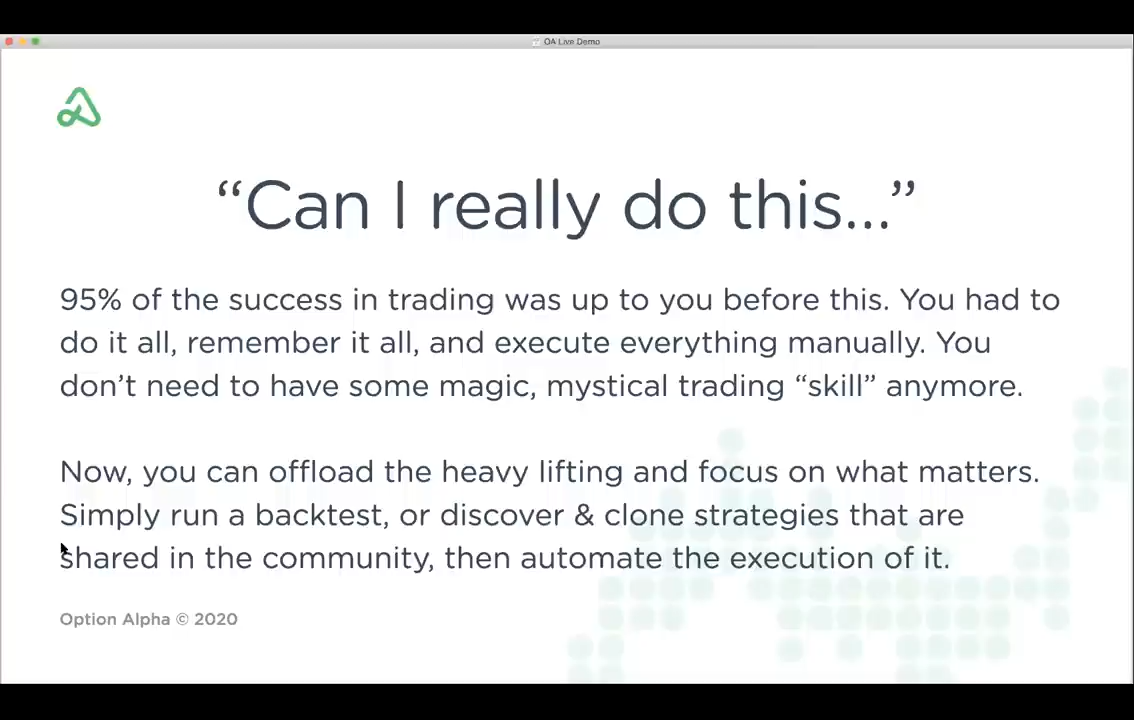 OA Live Demo
“Can I really do this...”
95% of the success in trading was up to you before this. You had to
do it all, remember it all, and execute everything manually. You
don’t need to have some magic, mystical trading “skill” anymore.
Now, you can offload the heavy lifting and focus on what matters.
Simply run a backtest, or discover & clone strategies that are
shared in the community, then automate the execution of it.
Option Alpha © 2020